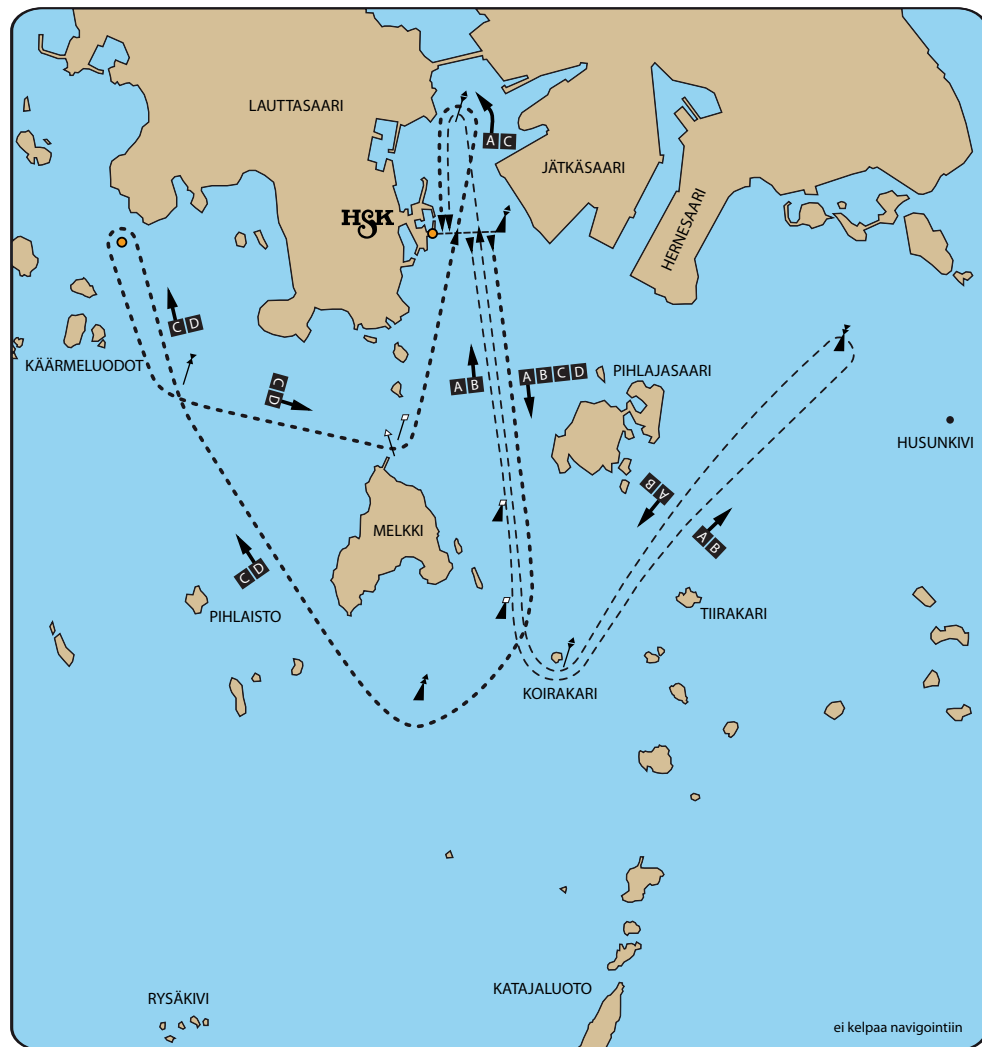 LAUTTASAARI
A C
JÄTKÄSAARI
HSK
HERNESAARI
C D
KÄÄRMELUODOT
C D
A B
A B C D
PIHLAJASAARI
HUSUNKIVI
A B
A B
MELKKI
C D
PIHLAISTO
TIIRAKARI
KOIRAKARI
KATAJALUOTO
RYSÄKIVI
ei kelpaa navigointiin